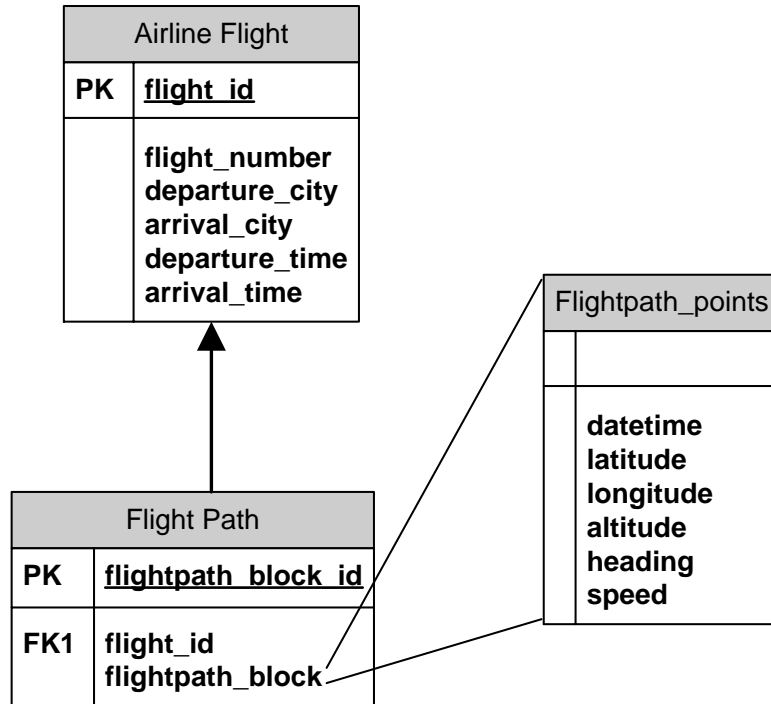 Airline Flight
PK flight_id
flight_number
departure_city
arrival_city
departure_time
arrival_time
Flightpath_points
datetime
latitude
longitude
altitude
heading
speed
Flight Path
PK flightpath_block_id
FK1 flight_id
flightpath_block